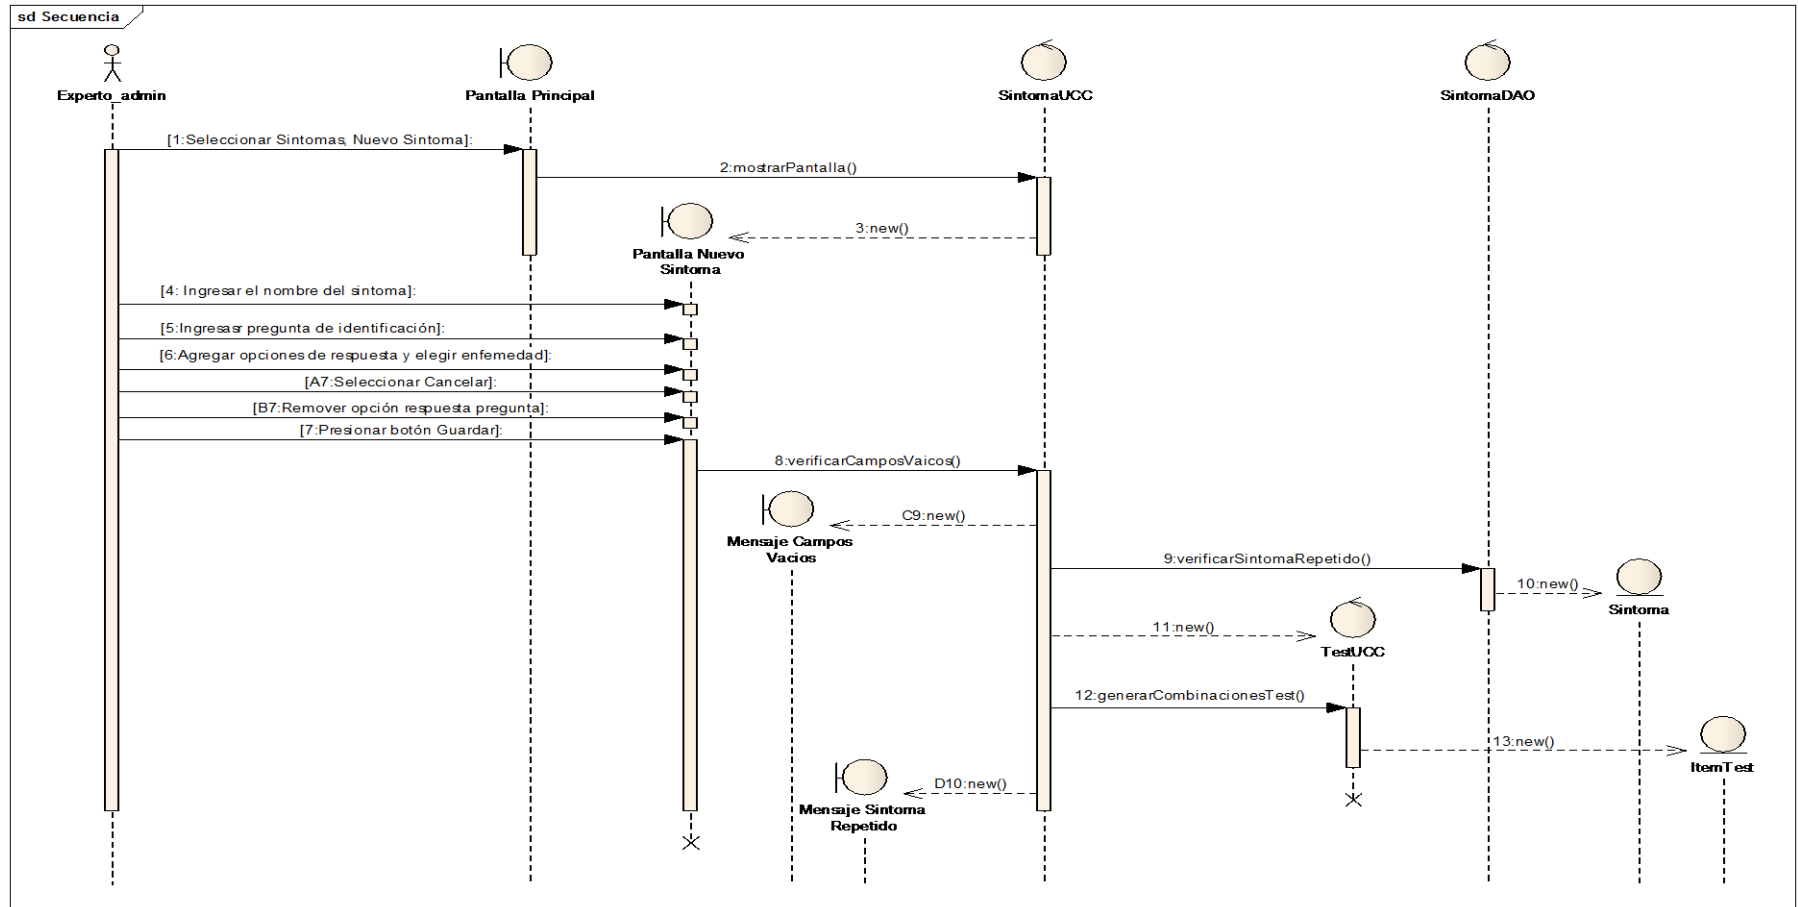 sd Secuencia
Experto_admin
Pantalla Principal
SintomaUCC
SintomaDAO
[1:Seleccionar Sintomas, Nuevo Sintoma]:
2:mostrarPantalla()
3:new()
Pantalla Nuevo
Sintoma
[4: Ingresar el nombre del sintoma]:
[5:Ingresasr pregunta de identificación]:
[6:Agregar opciones de respuesta y elegir enfemedad]:
[A7:Seleccionar Cancelar]:
[B7:Remover opción respuesta pregunta]:
[7:Presionar botón Guardar]:
8:verificarCamposVaicos()
C9:new()
Mensaje Campos
Vacios
9:verificarSintomaRepetido()
10:new()
Sintoma
11:new()
TestUCC
12:generarCombinacionesTest()
13:new()
ItemTest
D10:new()
Mensaje Sintoma
Repetido